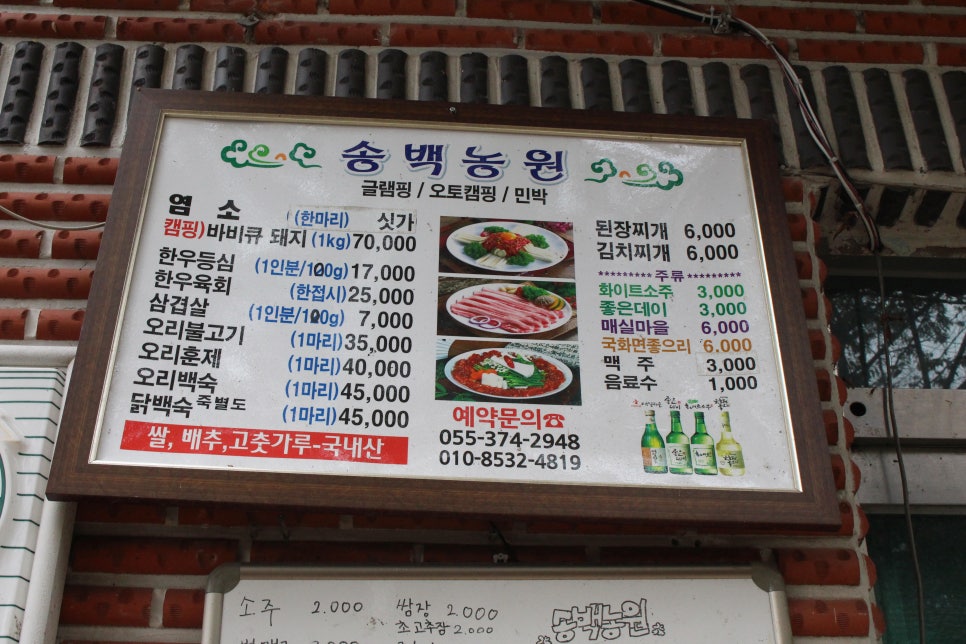 송백농원
글램핑 / 오토캠핑 / 민박
염 소 (한마리) 싯가
캠핑)바비큐 돼지 (1kg) 70,000
한우등심 (1인분/100g) 17,000
한우육회 (한접시) 25,000
삼겹살 (1인분/100g) 7,000
오리불고기 (1마리) 35,000
오리훈제 (1마리) 40,000
오리백숙 (1마리) 45,000
닭백숙 죽별도 (1마리) 45,000
쌀, 배추,고춧가루-국내산
예약문의☎
055-374-2948
010-8532-4819
된장찌개 6,000
김치찌개 6,000
********* 주류 *********
화이트소주 3,000
좋은데이 3,000
매실마을 6,000
국화면좋으리 6,000
맥 주 3,000
음료수 1,000
소주 2.000
쌈장 2.000
초고추장 2.000
송백농원